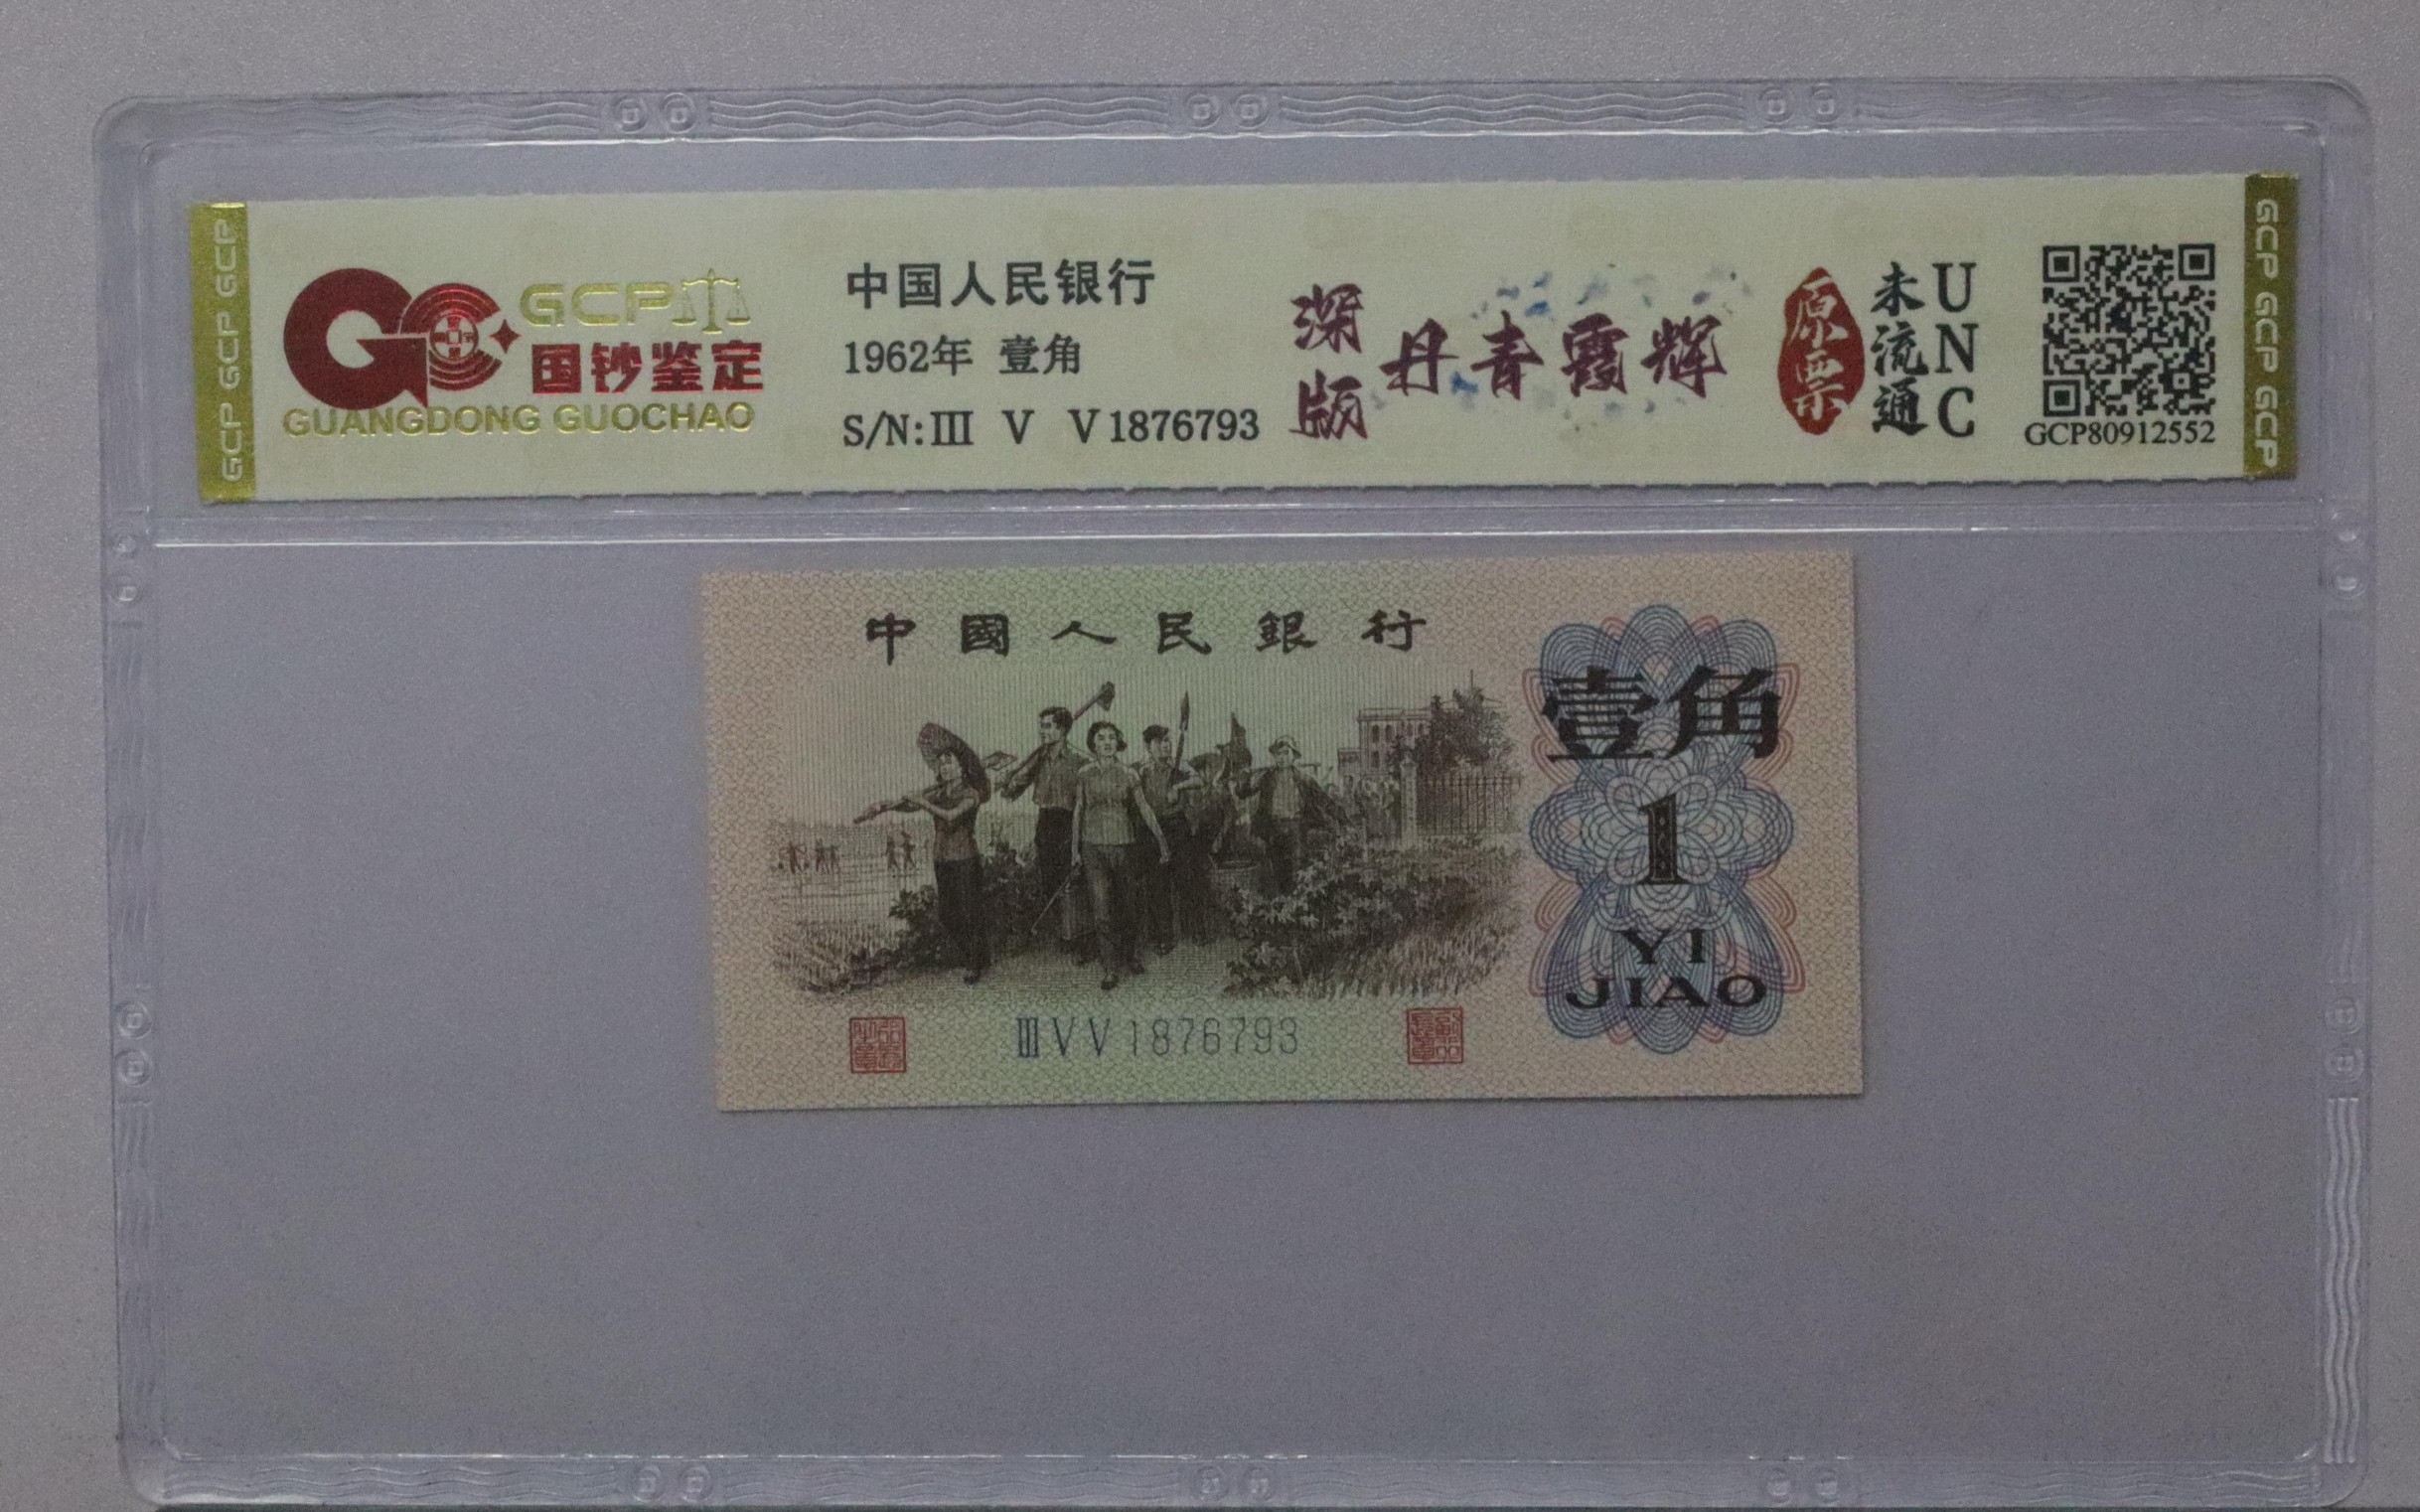 GCP GCP GCP
GCP
国钞鉴定
GUANGDONG GUOCHAO
中国人民银行
1962年 壹角
S/N:Ⅲ Ⅴ Ⅴ1876793
深版
丹青霞辉
原票
未流通
UNC
GCP80912552
GCP GCP GCP
中國人民銀行
壹角
1
YI
JIAO
ⅢⅤⅤ1876793